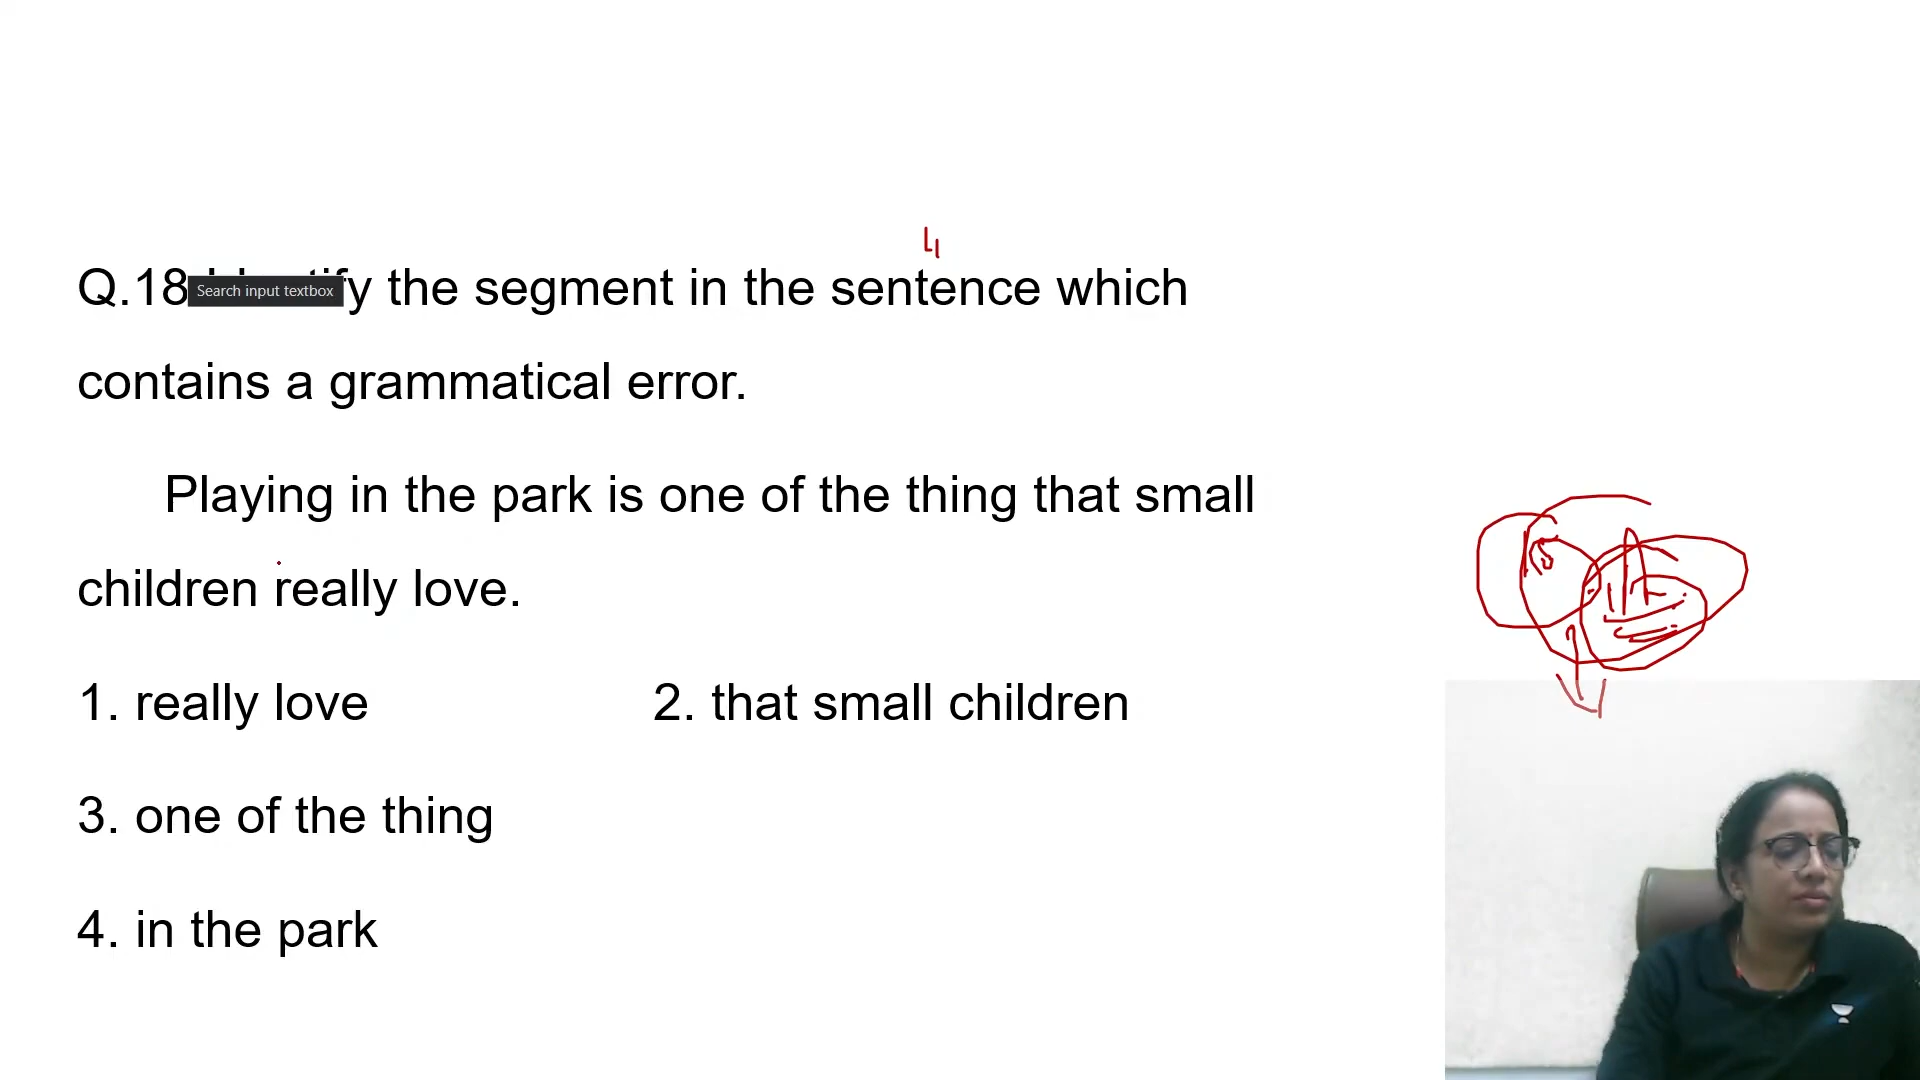 Q.18 Identify the segment in the sentence which
Search input textbox
contains a grammatical error.
Playing in the park is one of the thing that small
children really love.
1. really love 2. that small children
3. one of the thing
4. in the park